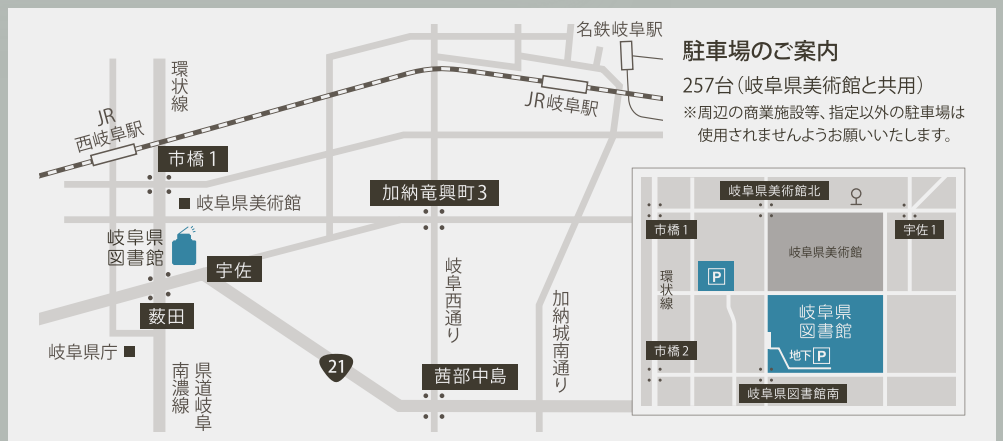 名鉄岐阜駅
駐車場のご案内
257台（岐阜県美術館と共用）
※周辺の商業施設等、指定以外の駐車場は
使用されませんようお願いいたします。
環状線
JR岐阜駅
JR
西岐阜駅
市橋1
岐阜県美術館
加納竜興町3
岐阜県
図書館
宇佐
薮田
岐阜県庁
県道岐阜
南濃線
21
岐阜西通り
加納城南通り
茜部中島
岐阜県美術館北
市橋1
宇佐1
岐阜県美術館
P
環状線
岐阜県
図書館
地下P
市橋2
岐阜県図書館南